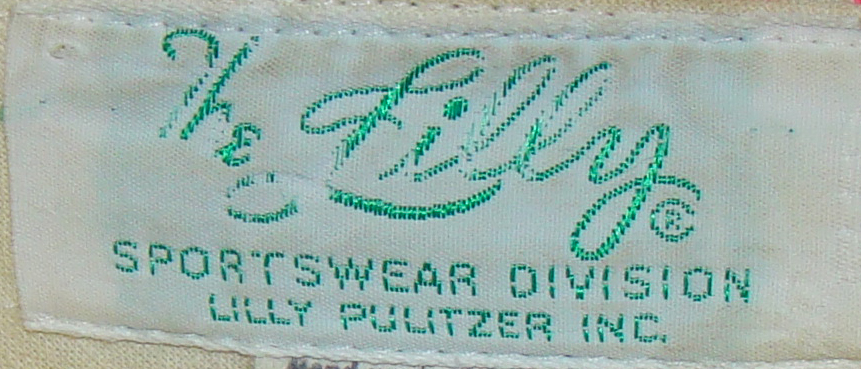 The Lilly®
SPORTSWEAR DIVISION
LILLY PULITZER INC.